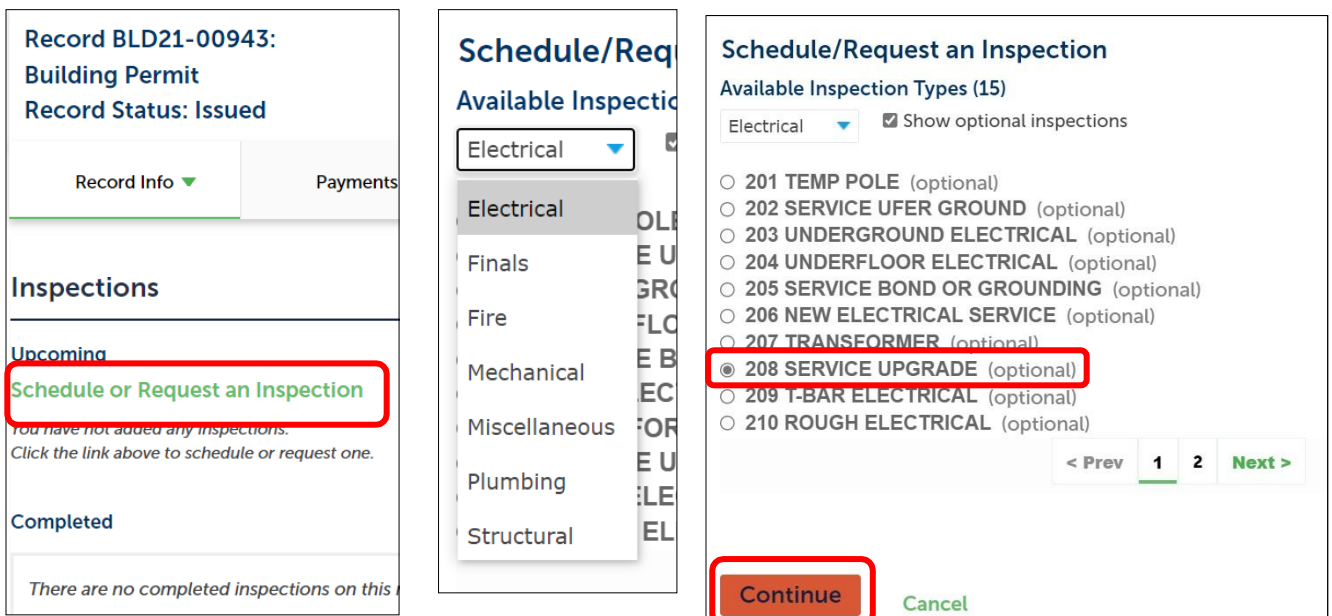 Record BLD21-00943:
Building Permit
Record Status: Issued
Record Info
Payments
Inspections
Upcoming
Schedule or Request an Inspection
You have not added any inspections.
Click the link above to schedule or request one.
Completed
There are no completed inspections on this
Schedule/Requ
Available Inspectio
Electrical
Electrical
Finals
Fire
Mechanical
Miscellaneous
Plumbing
Structural
Schedule/Request an Inspection
Available Inspection Types (15)
Electrical Show optional inspections
201 TEMP POLE (optional)
202 SERVICE UFER GROUND (optional)
203 UNDERGROUND ELECTRICAL (optional)
204 UNDERFLOOR ELECTRICAL (optional)
205 SERVICE BOND OR GROUNDING (optional)
206 NEW ELECTRICAL SERVICE (optional)
207 TRANSFORMER (optional)
208 SERVICE UPGRADE (optional)
209 T-BAR ELECTRICAL (optional)
210 ROUGH ELECTRICAL (optional)
< Prev 1 2 Next >
Continue
Cancel